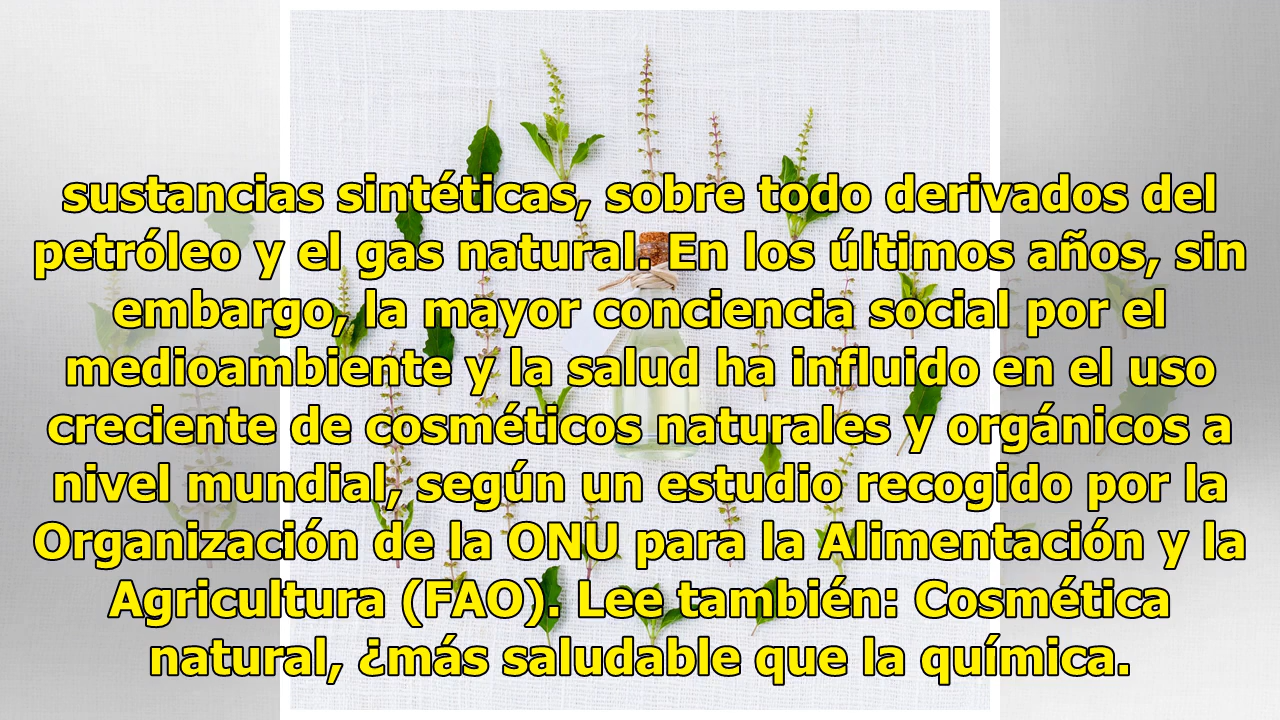 sustancias sintéticas, sobre todo derivados del
petróleo y el gas natural. En los últimos años, sin
embargo, la mayor conciencia social por el
medioambiente y la salud ha influido en el uso
creciente de cosméticos naturales y orgánicos a
nivel mundial, según un estudio recogido por la
Organización de la ONU para la Alimentación y la
Agricultura (FAO). Lee también: Cosmética
natural, ¿más saludable que la química.